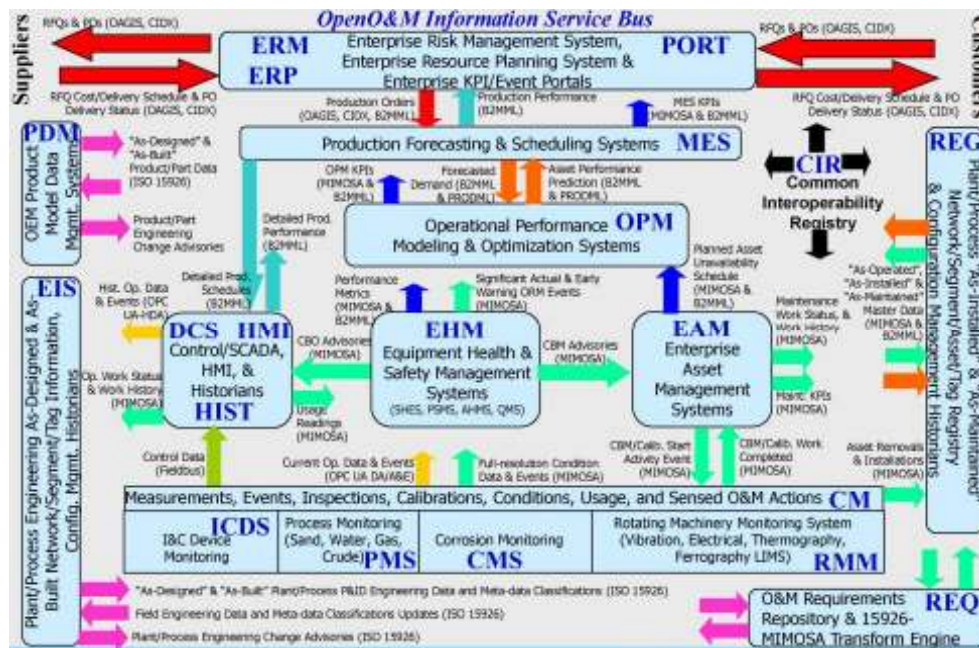 OpenO&M Information Service Bus
Suppliers
RFQs & POs (OAGIS, CIDX)
RFQ Cost/Delivery Schedule & PO
Delivery Status (OAGIS, CIDX)
ERM
ERP
PORT
Enterprise Risk Management System,
Enterprise Resource Planning System &
Enterprise KPI/Event Portals
RFQs & POs (OAGIS, CIDX)
RFQ Cost/Delivery Schedule & PO
Delivery Status (OAGIS, CIDX)
Production Orders
(OAGIS, CIDX, B2MML)
Production Performance
(B2MML)
MES KPIs
(MIMOSA & B2MML)
Production Forecasting & Scheduling Systems
MES
PDM
OEM Product
Model Data
Mgmt. Systems
"As-Designed" &
"As-Built"
Product/Part Data
(ISO 15926)
Product/Part
Engineering
Change Advisories
OPM KPIs
(MIMOSA &
B2MML)
Forecasted
Demand (B2MML
& PRODML)
Asset Performance
Prediction (B2MML
& PRODML)
CIR
Common
Interoperability
Registry
REG
Detailed Prod.
Performance
(B2MML)
Operational Performance
Modeling & Optimization Systems
OPM
Detailed Prod.
Schedules
(B2MML)
Performance
Metrics
(MIMOSA &
B2MML)
Significant Actual & Early
Warning ORM Events
(MIMOSA)
Planned Asset
Unavailability
Schedule
(MIMOSA &
B2MML)
"As-Operated",
"As-Installed" &
"As-Maintained"
Master Data
(MIMOSA &
B2MML)
EIS
Plant/Process Engineering As-Designed & As-
Built Network/Segment/Tag Information,
Config. Mgmt. Historians
Hist. Op. Data
& Events (OPC
UA-HDA)
Op. Work Status
& Work History
(MIMOSA)
DCS HMI
Control/SCADA,
HMI, &
Historians
HIST
CBO Advisories
(MIMOSA)
Usage
Readings
(MIMOSA)
EHM
Equipment Health &
Safety Management
Systems
(SHES, PSMS, AHMS, QMS)
CBM Advisories
(MIMOSA)
EAM
Enterprise
Asset
Management
Systems
Maintenance
Work Status, &
Work History
(MIMOSA)
Maint. KPIs
(MIMOSA)
Control Data
(Fieldbus)
Current Op. Data & Events
(OPC UA DA/A&E)
Full-resolution Condition
Data & Events (MIMOSA)
CBM/Calib. Start
Activity Event
(MIMOSA)
CBM/Calib. Work
Completed
(MIMOSA)
Asset Removals
& Installations
(MIMOSA)
Measurements, Events, Inspections, Calibrations, Conditions, Usage, and Sensed O&M Actions
CM
ICDS
I&C Device
Monitoring
Process Monitoring
(Sand, Water, Gas,
Crude)
PMS
Corrosion Monitoring
CMS
Rotating Machinery Monitoring System
(Vibration, Electrical, Thermography,
Ferrography LIMS)
RMM
"As-Designed" & "As-Built" Plant/Process P&ID Engineering Data and Meta-data Classifications (ISO 15926)
Field Engineering Data and Meta-data Classifications Updates (ISO 15926)
Plant/Process Engineering Change Advisories (ISO 15926)
O&M Requirements
Repository & 15926-
MIMOSA Transform Engine
REQ
Network/Segment/Asset/Tag Registry
& Configuration Management Historians